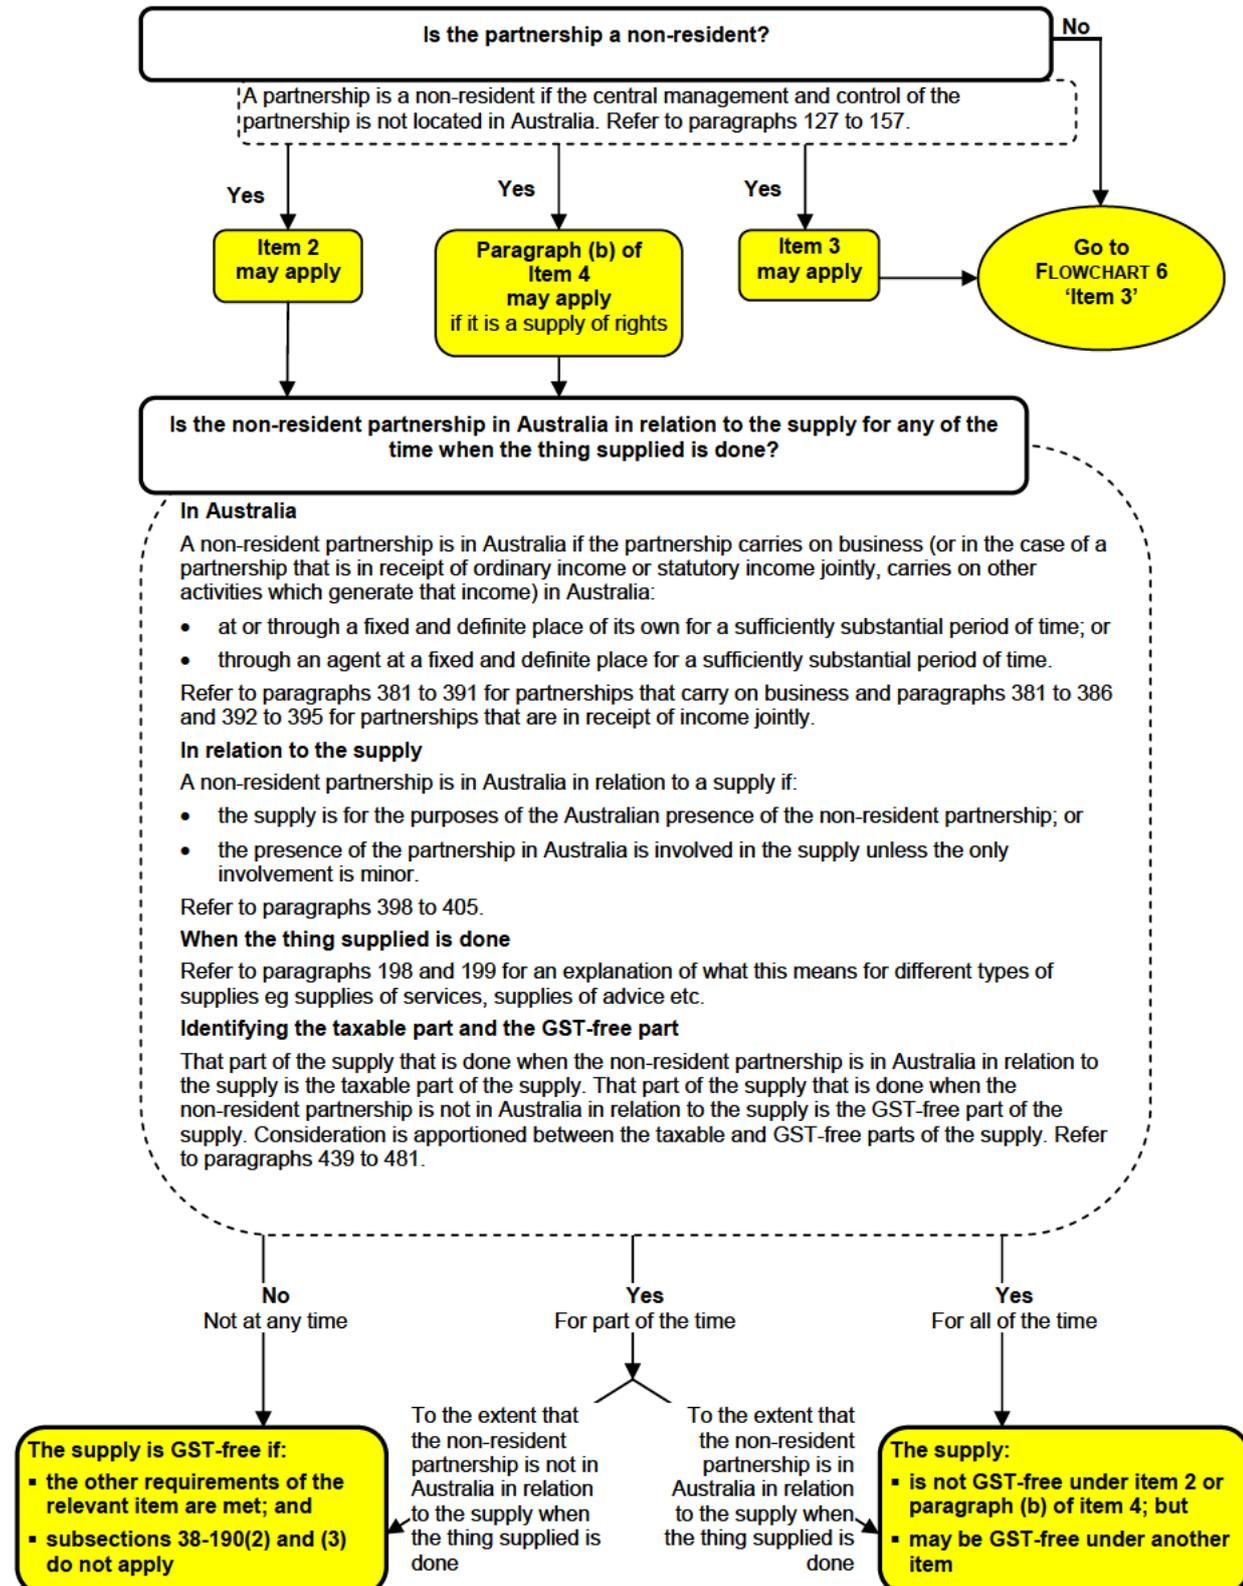 Is the partnership a non-resident?
No
A partnership is a non-resident if the central management and control of the
partnership is not located in Australia. Refer to paragraphs 127 to 157.
Yes
Yes
Yes
Item 2
may apply
Paragraph (b) of
Item 4
may apply
if it is a supply of rights
Item 3
may apply
Go to
FLOWCHART 6
‘Item 3’
Is the non-resident partnership in Australia in relation to the supply for any of the
time when the thing supplied is done?
In Australia
A non-resident partnership is in Australia if the partnership carries on business (or in the case of a
partnership that is in receipt of ordinary income or statutory income jointly, carries on other
activities which generate that income) in Australia:
• at or through a fixed and definite place of its own for a sufficiently substantial period of time; or
• through an agent at a fixed and definite place for a sufficiently substantial period of time.
Refer to paragraphs 381 to 391 for partnerships that carry on business and paragraphs 381 to 386
and 392 to 395 for partnerships that are in receipt of income jointly.
In relation to the supply
A non-resident partnership is in Australia in relation to a supply if:
• the supply is for the purposes of the Australian presence of the non-resident partnership; or
• the presence of the partnership in Australia is involved in the supply unless the only
involvement is minor.
Refer to paragraphs 398 to 405.
When the thing supplied is done
Refer to paragraphs 198 and 199 for an explanation of what this means for different types of
supplies eg supplies of services, supplies of advice etc.
Identifying the taxable part and the GST-free part
That part of the supply that is done when the non-resident partnership is in Australia in relation to
the supply is the taxable part of the supply. That part of the supply that is done when the
non-resident partnership is not in Australia in relation to the supply is the GST-free part of the
supply. Consideration is apportioned between the taxable and GST-free parts of the supply. Refer
to paragraphs 439 to 481.
No
Not at any time
Yes
For part of the time
Yes
For all of the time
The supply is GST-free if:
▪ the other requirements of the
relevant item are met; and
▪ subsections 38-190(2) and (3)
do not apply
To the extent that
the non-resident
partnership is not in
Australia in relation
to the supply when
the thing supplied is
done
To the extent that
the non-resident
partnership is in
Australia in relation
to the supply when
the thing supplied is
done
The supply:
▪ is not GST-free under item 2 or
paragraph (b) of item 4; but
▪ may be GST-free under another
item